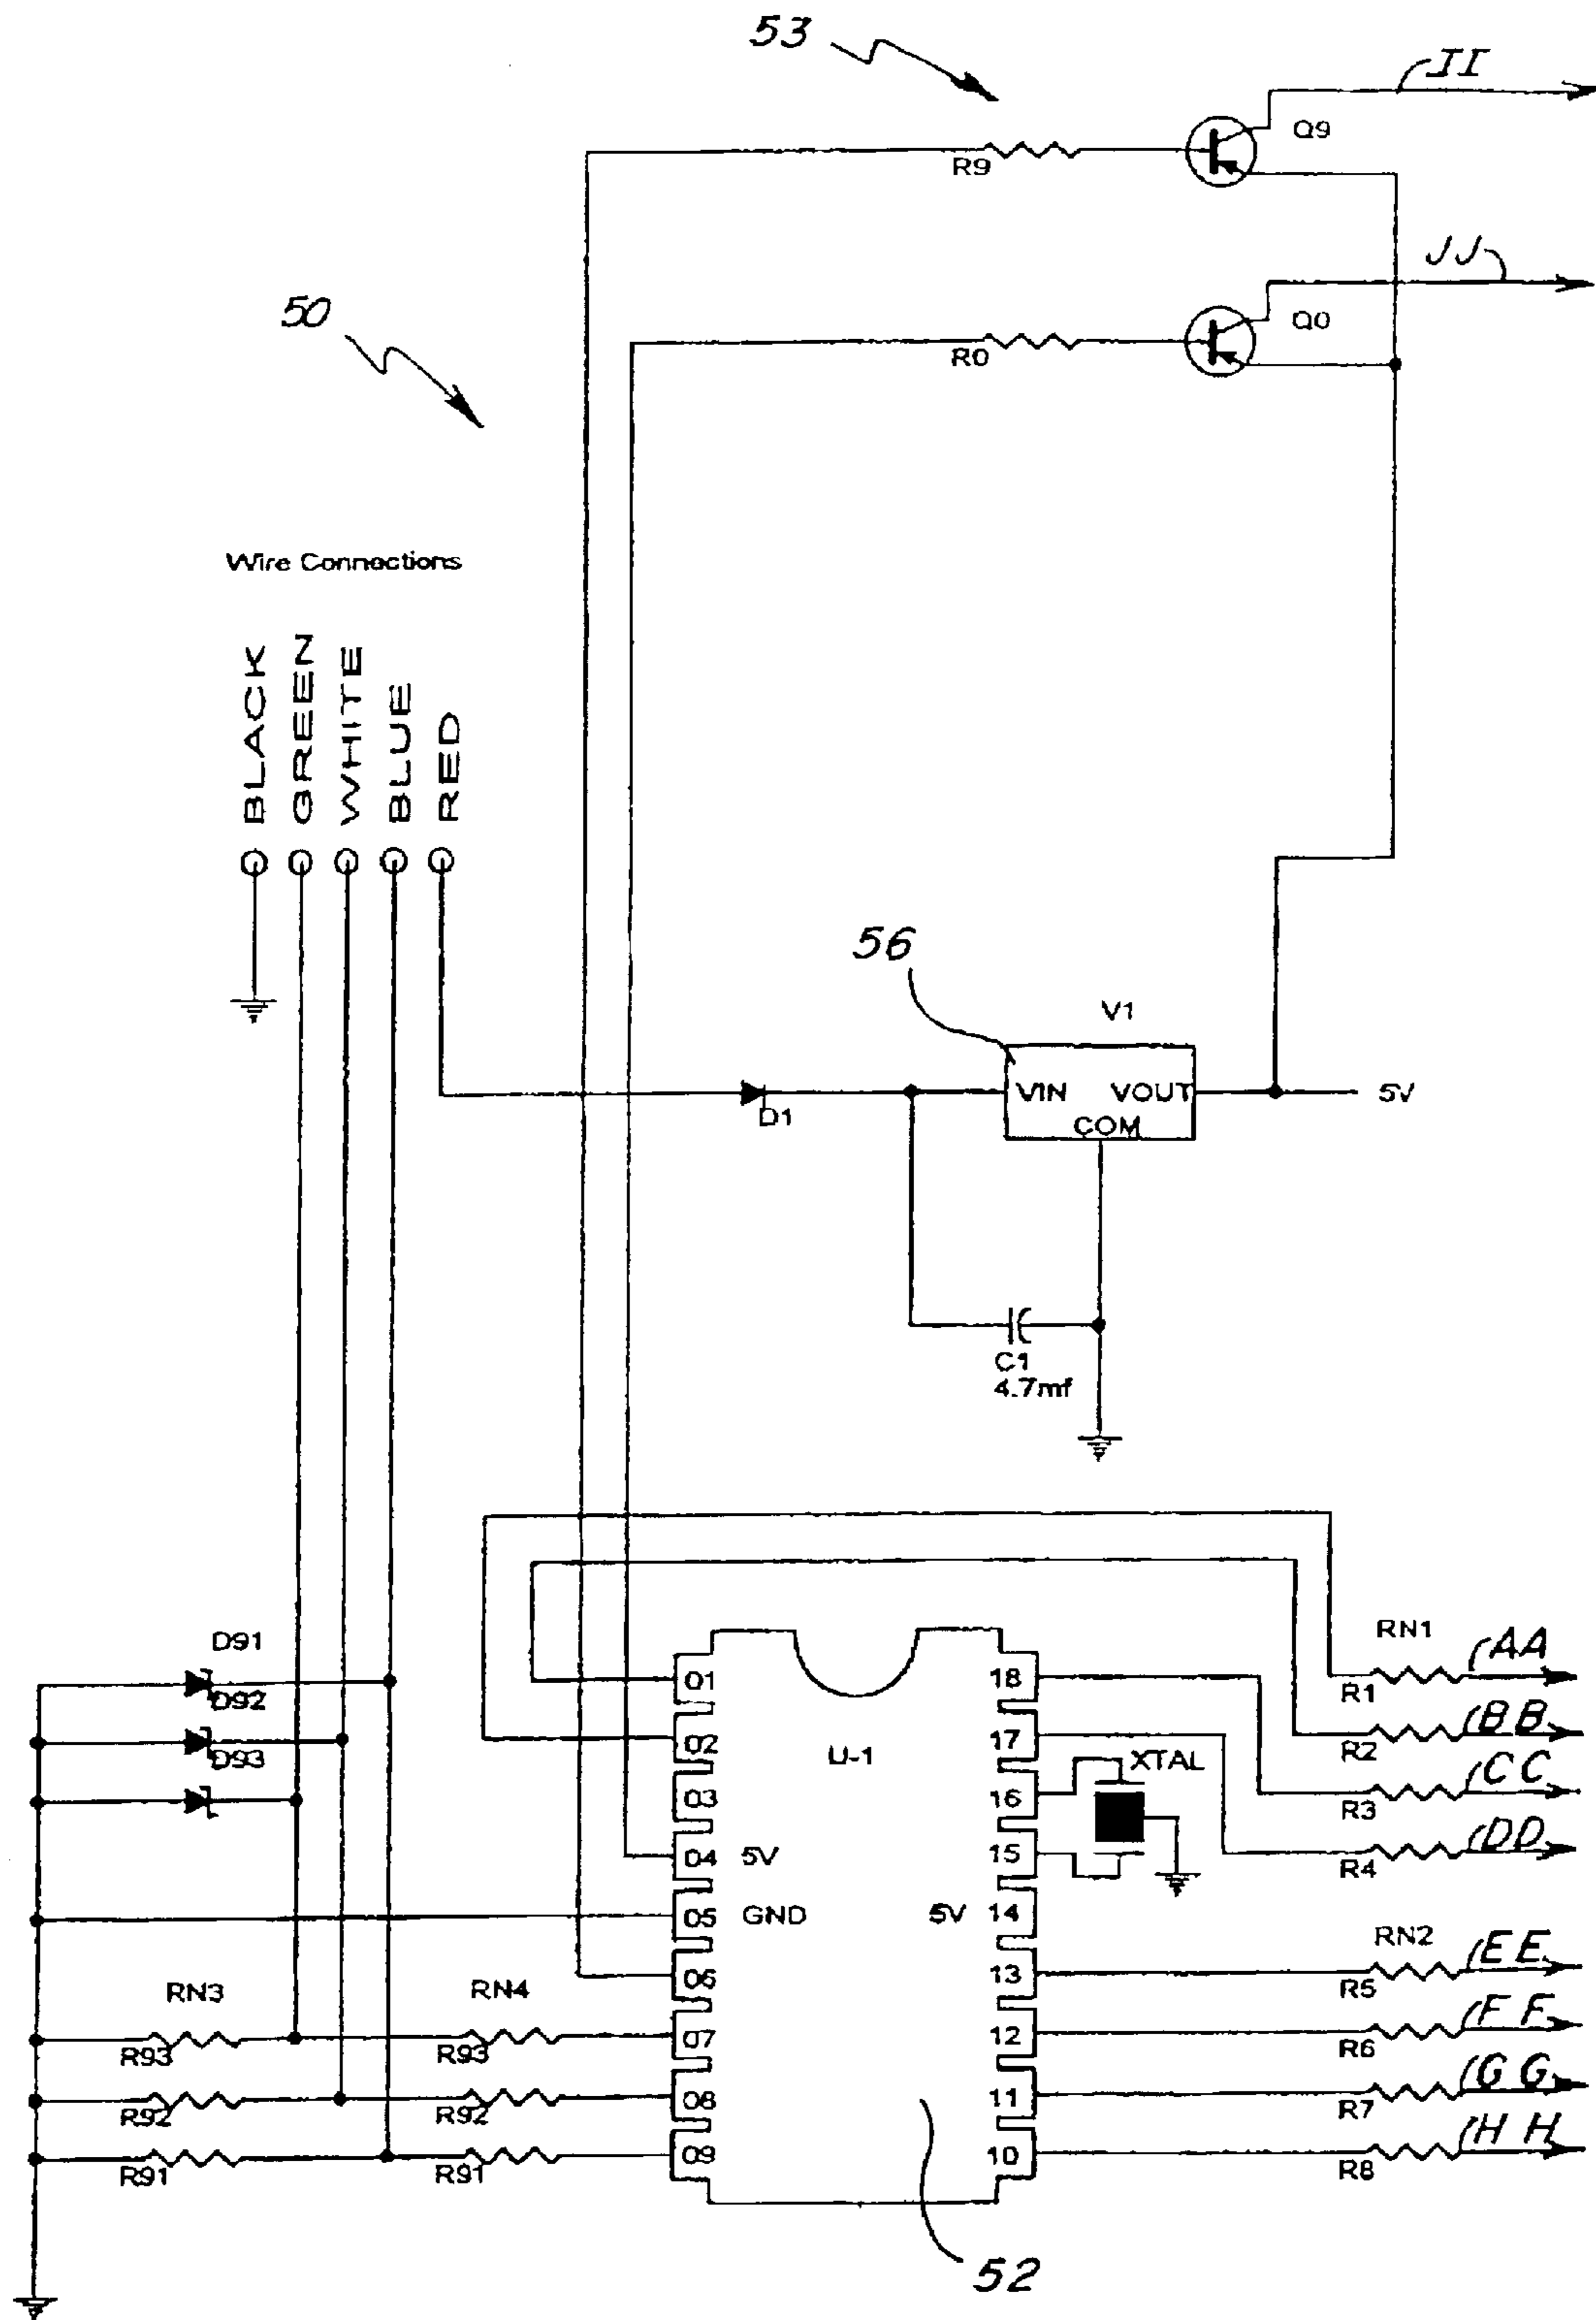 53
II
Q9
R9
JJ
50
Q0
R0
Wire Connections
BLACK
GREEN
WHITE
BLUE
RED
56
V1
VIN VOUT
COM
5V
D1
C1
4.7mf
RN1
AA
R1
BB
R2
CC
R3
DD
R4
D91
D92
D93
01
02
03
04 5V
05 GND
06
07
08
09
U-1
18
17
16
15
5V 14
13
12
11
10
XTAL
RN2
EE
R5
FF
R6
GG
R7
HH
R8
RN3
RN4
R93
R93
R92
R92
R91
R91
52